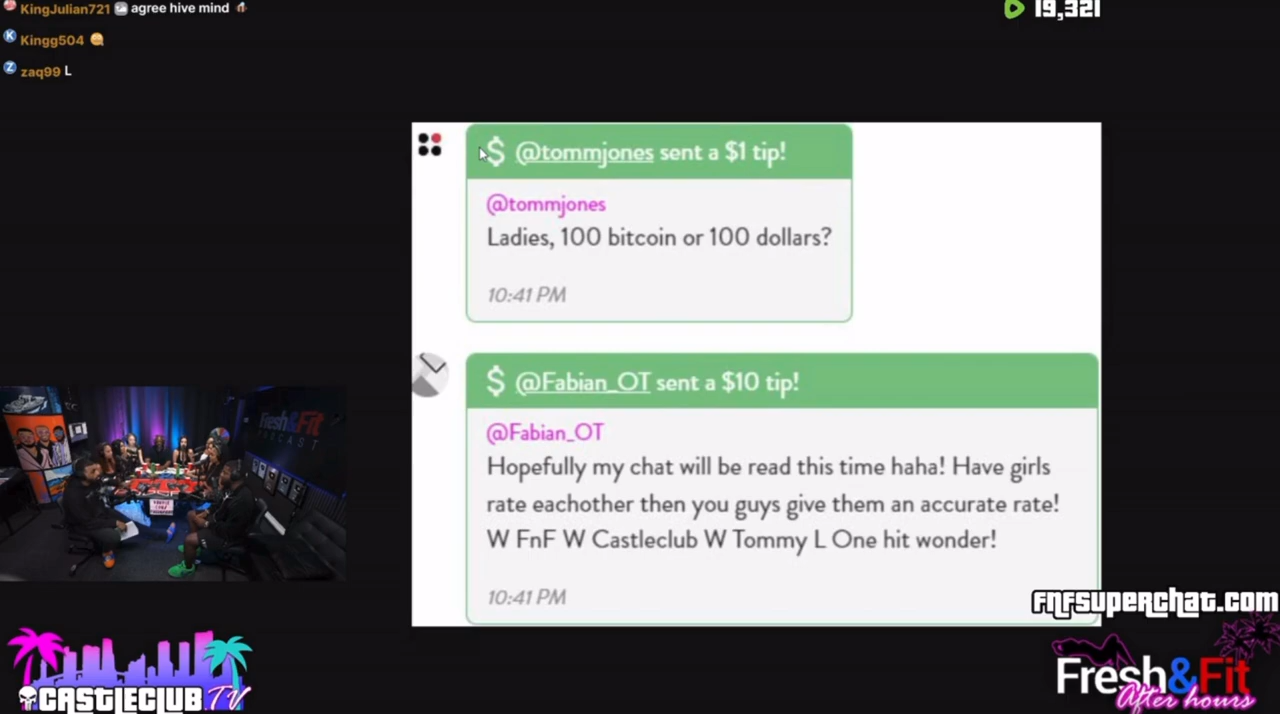 KingJulian721 agree hive mind
19,321
Kingg504
zaq99 L
$ @tommjones sent a $1 tip!
@tommjones
Ladies, 100 bitcoin or 100 dollars?
10:41 PM
$ @Fabian_OT sent a $10 tip!
@Fabian_OT
Hopefully my chat will be read this time haha! Have girls
rate eachother then you guys give them an accurate rate!
W FnF W Castleclub W Tommy L One hit wonder!
10:41 PM
Fresh&Fit
PODCAST
FNFSUPERCHAT.COM
CASTLECLUB TV
Fresh&Fit
After hours